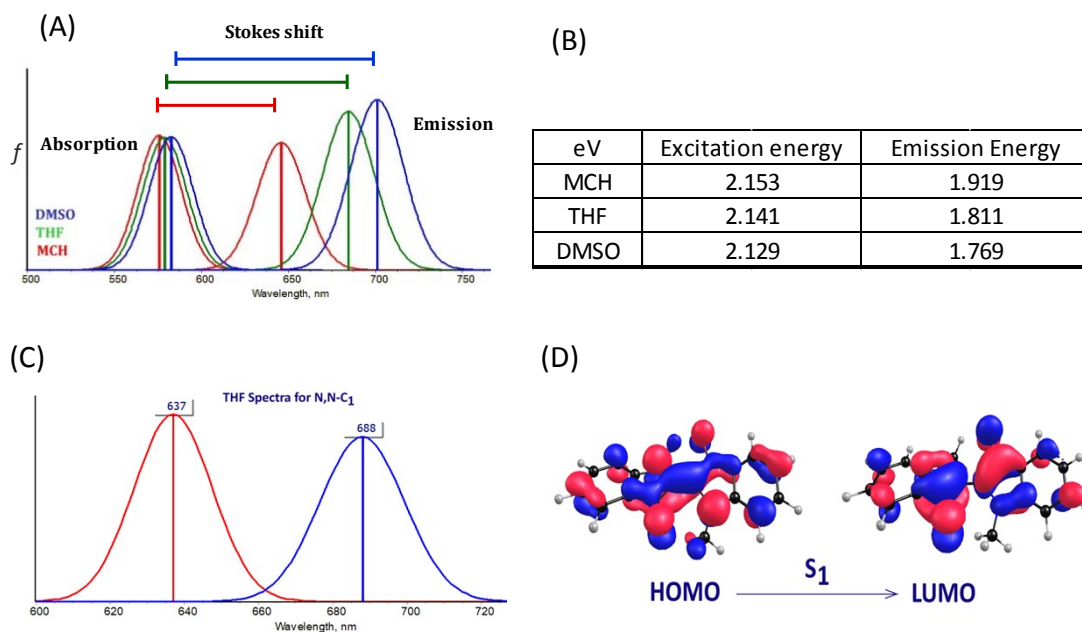 (A)
Stokes shift
Absorption
Emission
f
DMSO
THF
MCH
500
550
600
650
700
750
Wavelength, nm
(B)
eV Excitation energy Emission Energy
MCH 2.153 1.919
THF 2.141 1.811
DMSO 2.129 1.769
(C)
THF Spectra for N,N-C₁
637
688
600
620
640
660
680
700
720
Wavelength, nm
(D)
S₁
HOMO LUMO